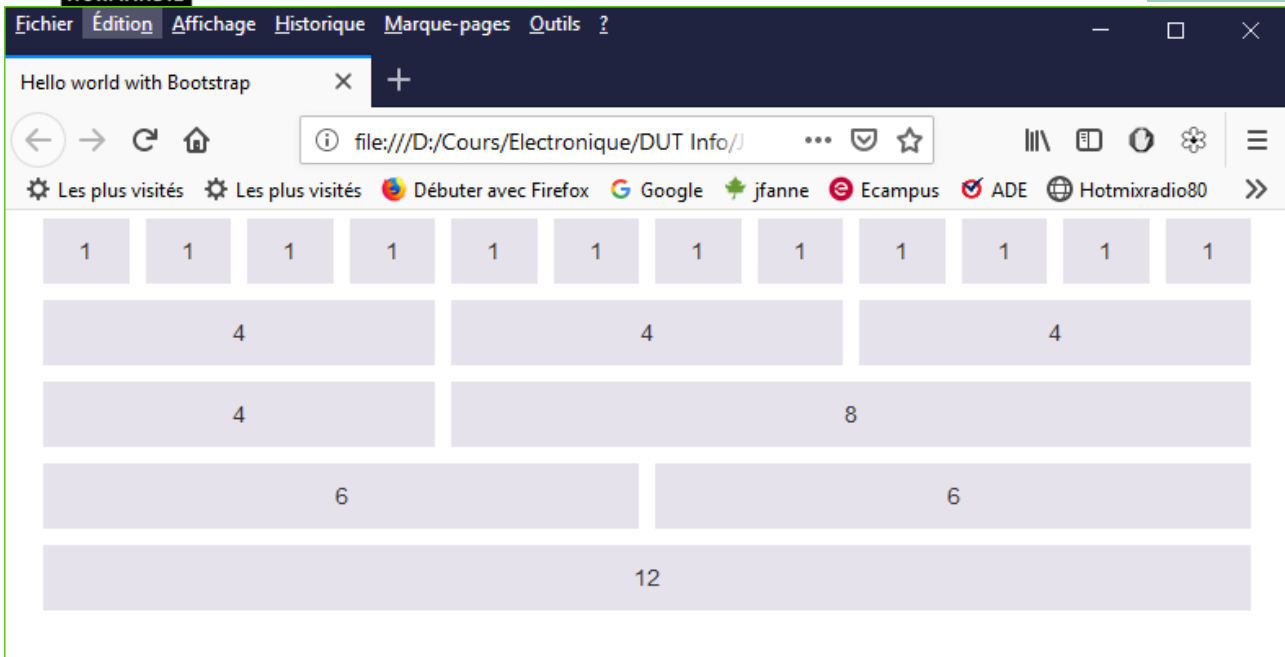 Fichier Édition Affichage Historique Marque-pages Outils ?
Hello world with Bootstrap
file:///D:/Cours/Electronique/DUT Info/J
Les plus visités Les plus visités Débuter avec Firefox Google jfanne Ecampus ADE Hotmixradio80
1 1 1 1 1 1 1 1 1 1 1 1
4 4 4
4 8
6 6
12